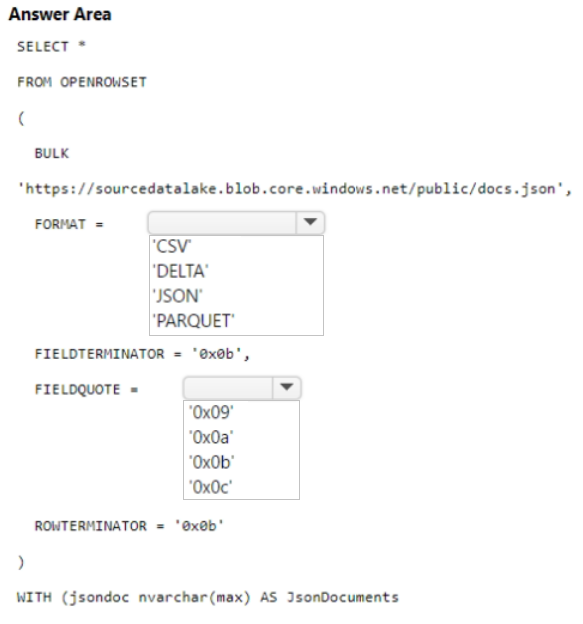 Answer Area
SELECT *
FROM OPENROWSET
(
BULK
'https://sourcedatalake.blob.core.windows.net/public/docs.json',
FORMAT =
'CSV'
'DELTA'
'JSON'
'PARQUET'
FIELDTERMINATOR = '0x0b',
FIELDQUOTE =
'0x09'
'0x0a'
'0x0b'
'0x0c'
ROWTERMINATOR = '0x0b'
)
WITH (jsondoc nvarchar(max) AS JsonDocuments